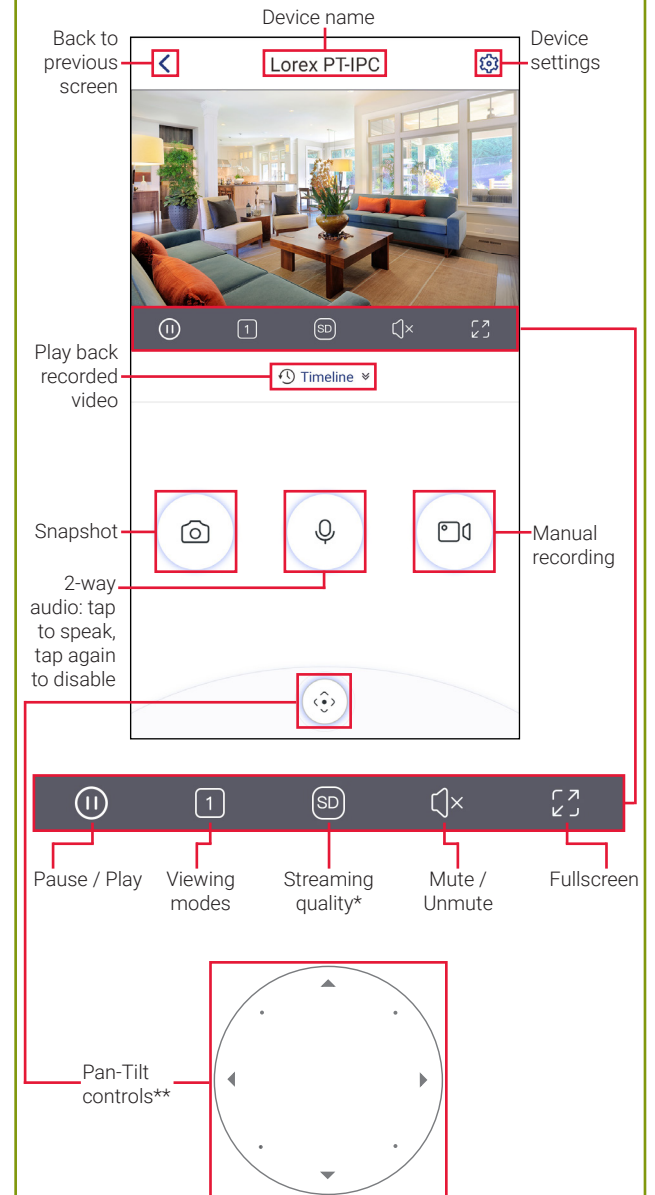 Device name
Back to
previous
screen
Lorex PT-IPC
Device
settings
1
SD
Play back
recorded
video
Timeline
Snapshot
Manual
recording
2-way
audio: tap
to speak,
tap again
to disable
1
SD
Pause / Play
Viewing
modes
Streaming
quality*
Mute /
Unmute
Fullscreen
Pan-Tilt
controls**